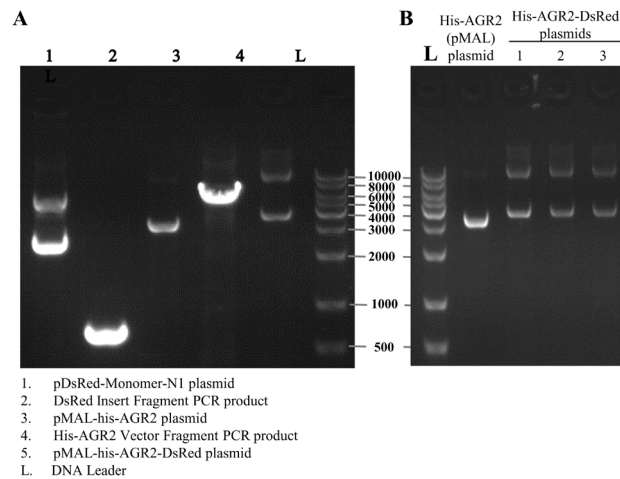 A
1 2 3 4 L
L
10000
8000
6000
5000
4000
3000
2000
1000
500
B
His-AGR2
(pMAL)
plasmid
His-AGR2-DsRed
plasmids
L 1 2 3
1. pDsRed-Monomer-N1 plasmid
2. DsRed Insert Fragment PCR product
3. pMAL-his-AGR2 plasmid
4. His-AGR2 Vector Fragment PCR product
5. pMAL-his-AGR2-DsRed plasmid
L. DNA Leader